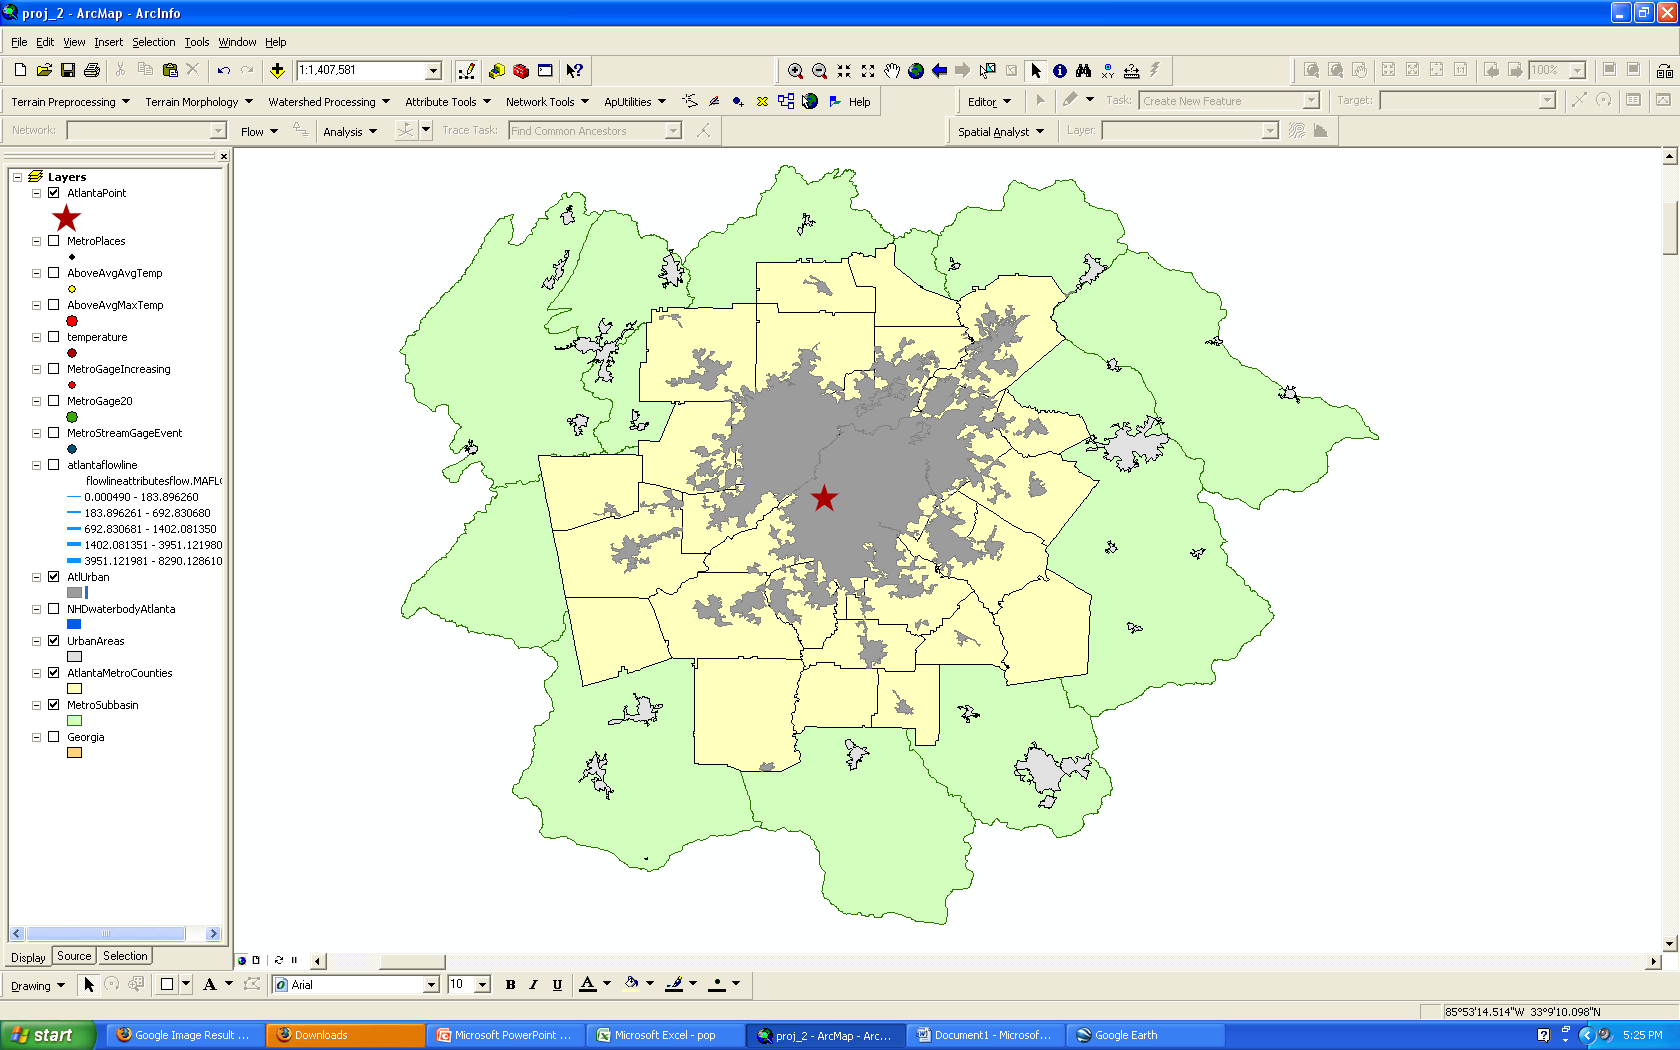 proj_2 - ArcMap - ArcInfo
File Edit View Insert Selection Tools Window Help
1:1,407,581
100%
Terrain Preprocessing Terrain Morphology Watershed Processing Attribute Tools Network Tools ApUtilities Help
Editor Task: Create New Feature Target:
Network: Flow Analysis Trace Task: Find Common Ancestors
Spatial Analyst Layer:
Layers
AtlantaPoint
MetroPlaces
AboveAvgAvgTemp
AboveAvgMaxTemp
temperature
MetroGageIncreasing
MetroGage20
MetroStreamGageEvent
atlantaflowline
flowlineattributesflow.MAFL
0.000490 - 183.896260
183.896261 - 692.830680
692.830681 - 1402.081350
1402.081351 - 3951.121980
3951.121981 - 8290.128610
AtlUrban
NHDwaterbodyAtlanta
UrbanAreas
AtlantaMetroCounties
MetroSubbasin
Georgia
Display Source Selection
Drawing A Arial 10 B I U A
85°53'14.514"W 33°9'10.098"N
start Google Image Result ... Downloads Microsoft PowerPoint ... Microsoft Excel - pop proj_2 - ArcMap - Arc... Document1 - Microsof... Google Earth 5:25 PM